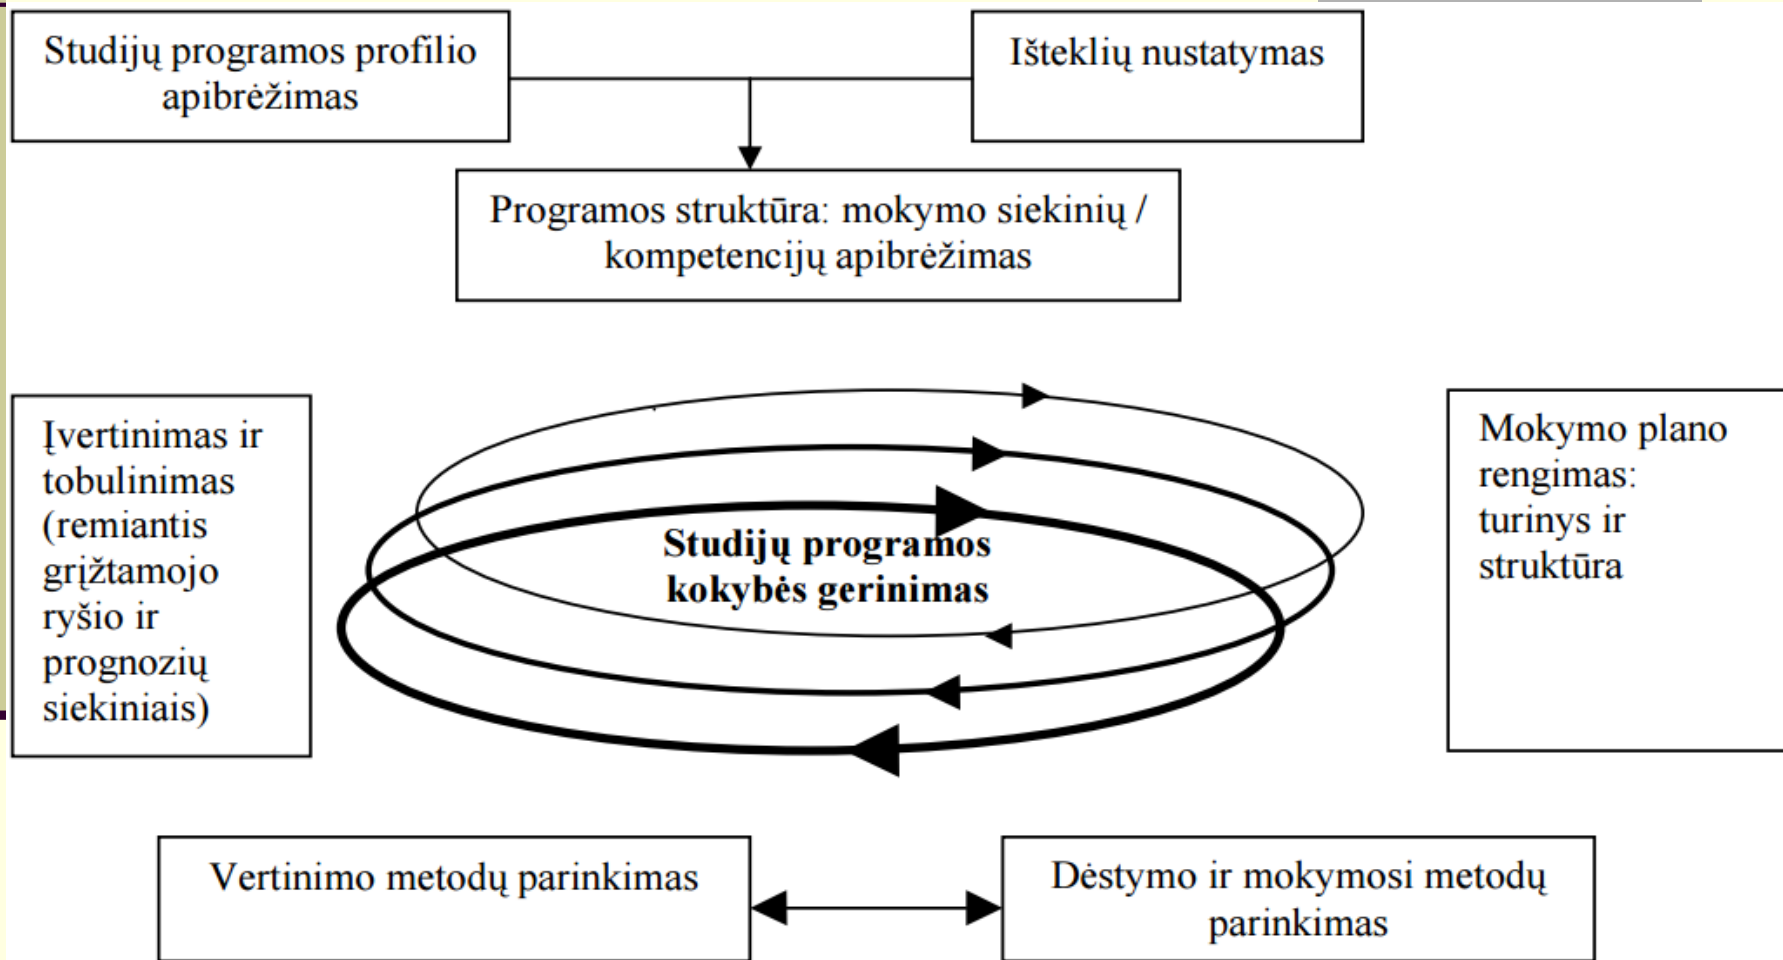 Studijų programos profilio
apibrėžimas
Išteklių nustatymas
Programos struktūra: mokymo siekinių /
kompetencijų apibrėžimas
Įvertinimas ir
tobulinimas
(remiantis
grįžtamojo
ryšio ir
prognozių
siekiniais)
Studijų programos
kokybės gerinimas
Mokymo plano
rengimas:
turinys ir
struktūra
Vertinimo metodų parinkimas
Dėstymo ir mokymosi metodų
parinkimas